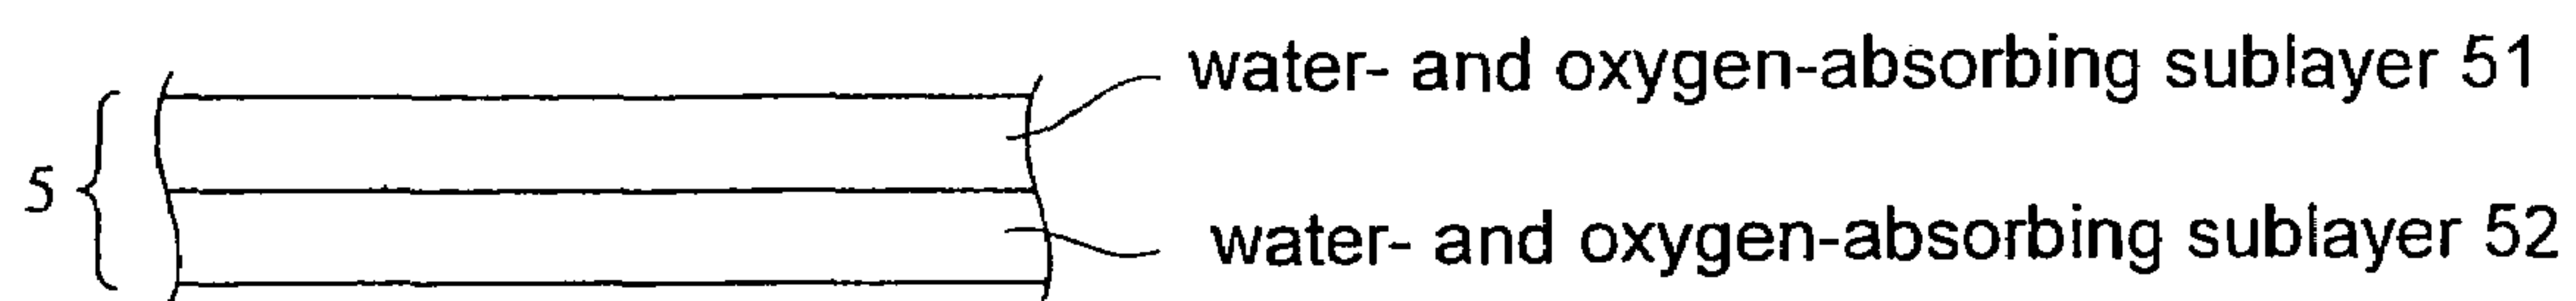 water- and oxygen-absorbing sublayer 51
5
water- and oxygen-absorbing sublayer 52